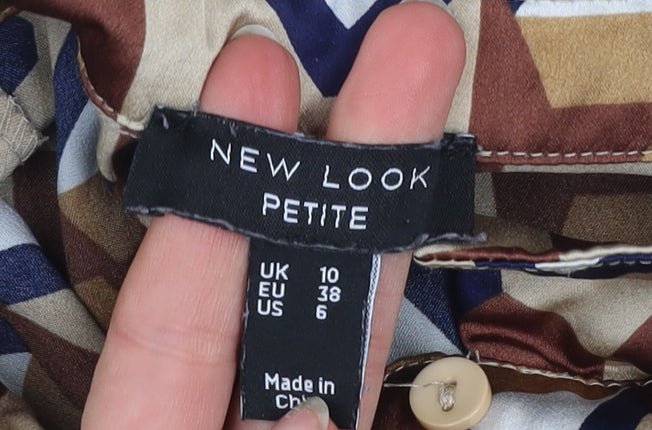 NEW LOOK
PETITE
UK 10
EU 38
US 6
Made in